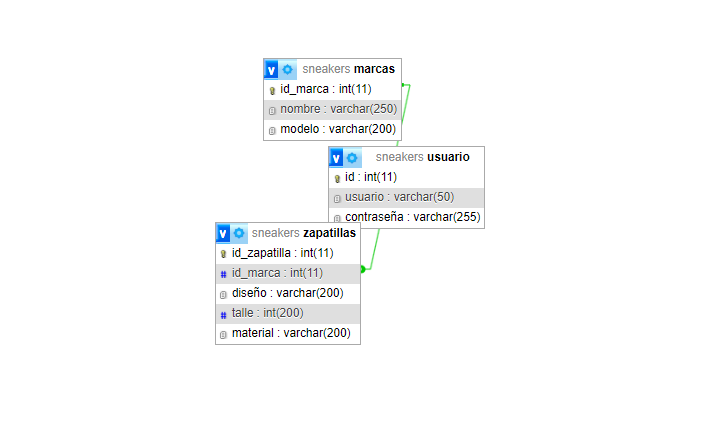 v sneakers marcas
id_marca : int(11)
nombre : varchar(250)
modelo : varchar(200)
v sneakers usuario
id : int(11)
usuario : varchar(50)
contraseña : varchar(255)
v sneakers zapatillas
id_zapatilla : int(11)
# id_marca : int(11)
diseño : varchar(200)
# talle : int(200)
material : varchar(200)